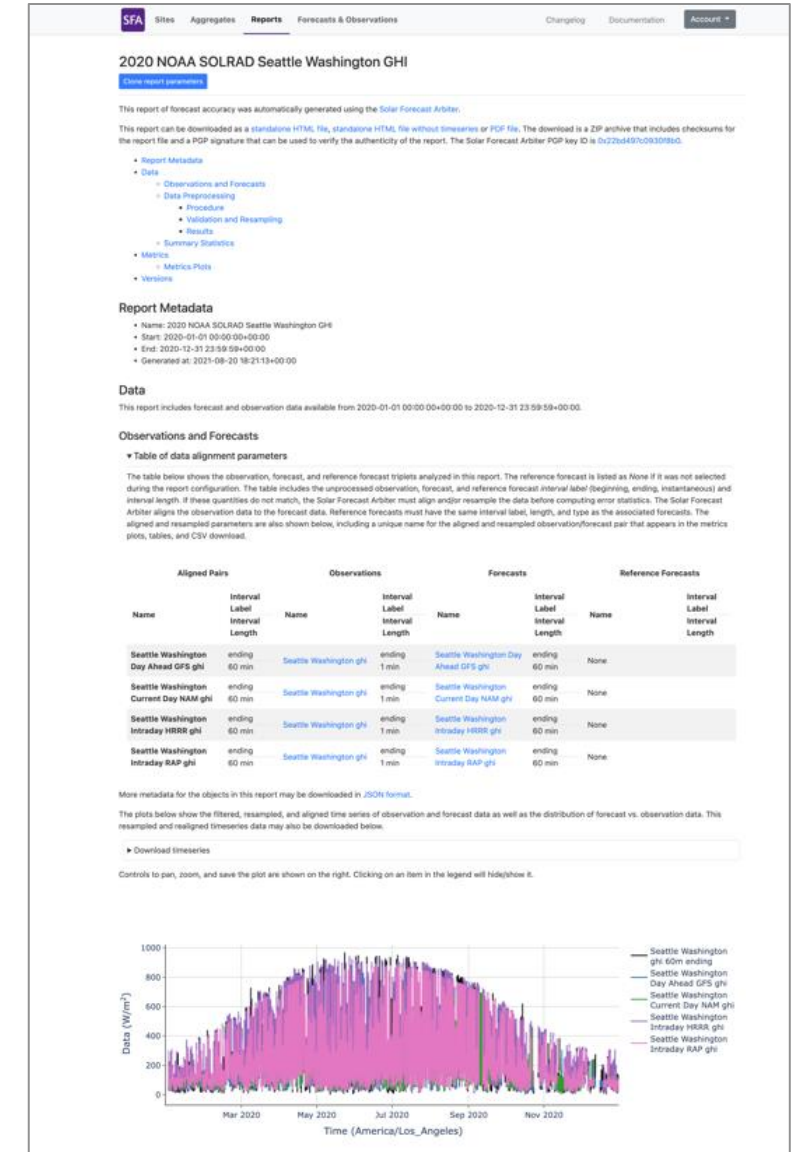 SFA Sites Aggregates Reports Forecasts & Observations Changelog Documentation Account
2020 NOAA SOLRAD Seattle Washington GHI
Clone report parameters
This report of forecast accuracy was automatically generated using the Solar Forecast Arbiter.
This report can be downloaded as a standalone HTML file, standalone HTML file without timeseries or PDF file. The download is a ZIP archive that includes checksums for
the report file and a PGP signature that can be used to verify the authenticity of the report. The Solar Forecast Arbiter PGP key ID is 0x22bd497c0930f8b0.
• Report Metadata
• Data
○ Observations and Forecasts
○ Data Preprocessing
▪ Procedure
▪ Validation and Resampling
▪ Results
○ Summary Statistics
• Metrics
○ Metrics Plots
• Versions
Report Metadata
• Name: 2020 NOAA SOLRAD Seattle Washington GHI
• Start: 2020-01-01 00:00:00+00:00
• End: 2020-12-31 23:59:59+00:00
• Generated at: 2021-08-20 18:21:13+00:00
Data
This report includes forecast and observation data available from 2020-01-01 00:00:00+00:00 to 2020-12-31 23:59:59+00:00.
Observations and Forecasts
▾ Table of data alignment parameters
The table below shows the observation, forecast, and reference forecast triplets analyzed in this report. The reference forecast is listed as None if it was not selected
during the report configuration. The table includes the unprocessed observation, forecast, and reference forecast interval label (beginning, ending, instantaneous) and
interval length. If these quantities do not match, the Solar Forecast Arbiter must align and/or resample the data before computing error statistics. The Solar Forecast
Arbiter aligns the observation data to the forecast data. Reference forecasts must have the same interval label, length, and type as the associated forecasts. The
aligned and resampled parameters are also shown below, including a unique name for the aligned and resampled observation/forecast pair that appears in the metrics
plots, tables, and CSV download.
Aligned Pairs Observations Forecasts Reference Forecasts
Interval Interval Interval Interval
Label Label Label Label
Name Name Name Name
Interval Interval Interval Interval
Length Length Length Length
Seattle Washington ending ending Seattle Washington Day ending
Seattle Washington ghi None
Day Ahead GFS ghi 60 min 1 min Ahead GFS ghi 60 min
Seattle Washington ending ending Seattle Washington ending
Seattle Washington ghi None
Current Day NAM ghi 60 min 1 min Current Day NAM ghi 60 min
Seattle Washington ending ending Seattle Washington ending
Seattle Washington ghi None
Intraday HRRR ghi 60 min 1 min Intraday HRRR ghi 60 min
Seattle Washington ending ending Seattle Washington ending
Seattle Washington ghi None
Intraday RAP ghi 60 min 1 min Intraday RAP ghi 60 min
More metadata for the objects in this report may be downloaded in JSON format.
The plots below show the filtered, resampled, and aligned time series of observation and forecast data as well as the distribution of forecast vs. observation data. This
resampled and realigned timeseries data may also be downloaded below.
▸ Download timeseries
Controls to pan, zoom, and save the plot are shown on the right. Clicking on an item in the legend will hide/show it.
1000
800
600
400
200
0
Data (W/m²)
Mar 2020 May 2020 Jul 2020 Sep 2020 Nov 2020
Time (America/Los_Angeles)
Seattle Washington
ghi 60m ending
Seattle Washington
Day Ahead GFS ghi
Seattle Washington
Current Day NAM ghi
Seattle Washington
Intraday HRRR ghi
Seattle Washington
Intraday RAP ghi